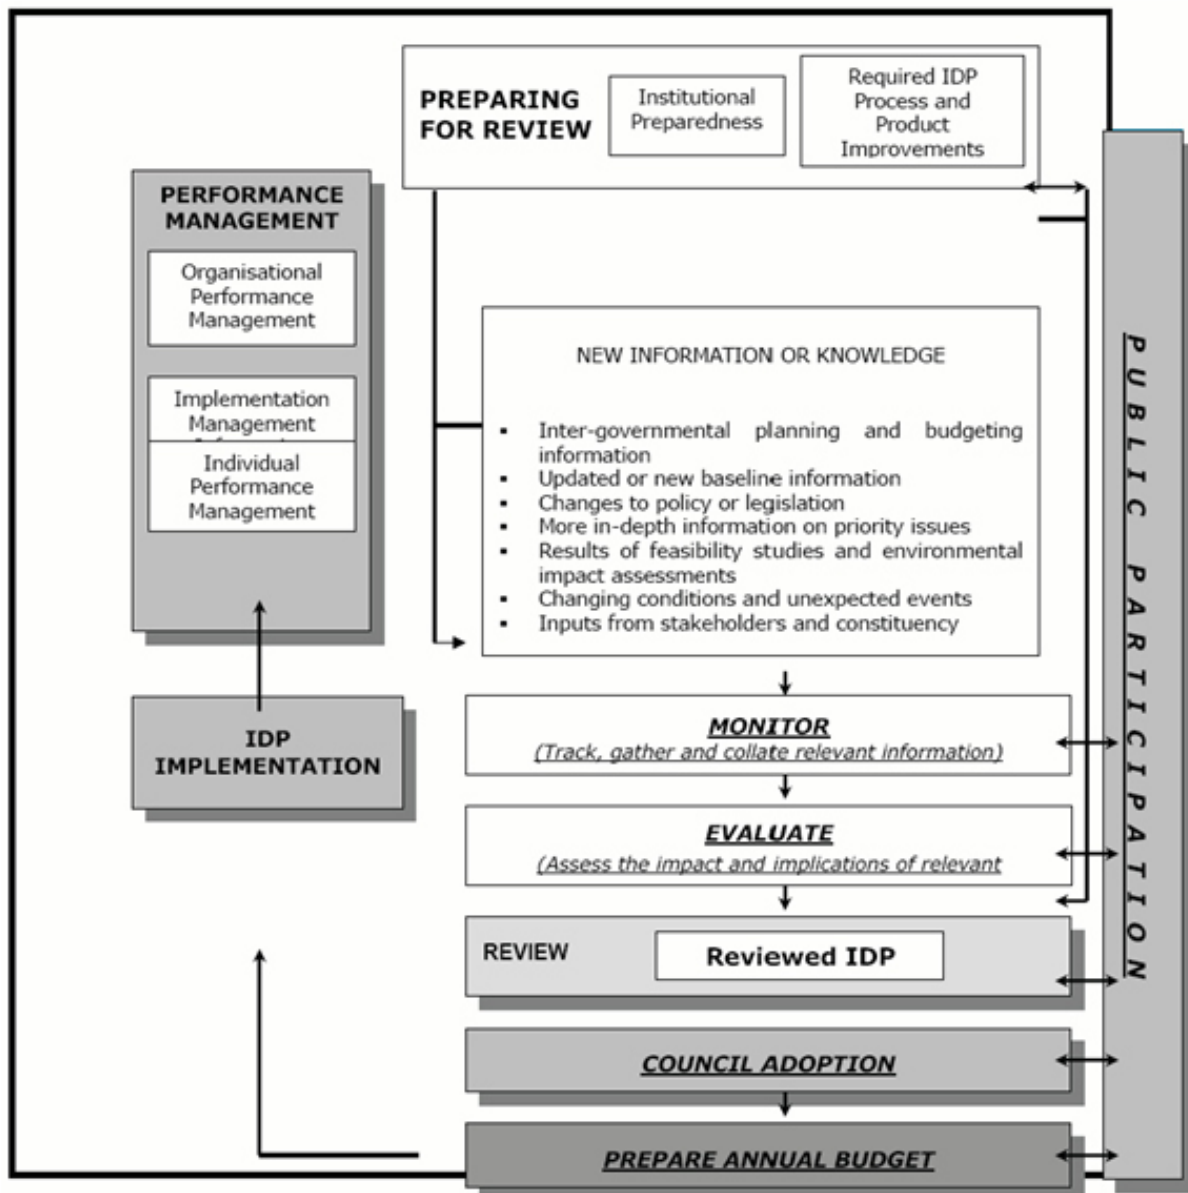 PREPARING
FOR REVIEW
Institutional
Preparedness
Required IDP
Process and
Product
Improvements
PERFORMANCE
MANAGEMENT
Organisational
Performance
Management
Implementation
Management
Individual
Performance
Management
NEW INFORMATION OR KNOWLEDGE
▪ Inter-governmental planning and budgeting
information
▪ Updated or new baseline information
▪ Changes to policy or legislation
▪ More in-depth information on priority issues
▪ Results of feasibility studies and environmental
impact assessments
▪ Changing conditions and unexpected events
▪ Inputs from stakeholders and constituency
IDP
IMPLEMENTATION
MONITOR
(Track, gather and collate relevant information)
EVALUATE
(Assess the impact and implications of relevant
REVIEW
Reviewed IDP
COUNCIL ADOPTION
PREPARE ANNUAL BUDGET
PUBLIC PARTICIPATION